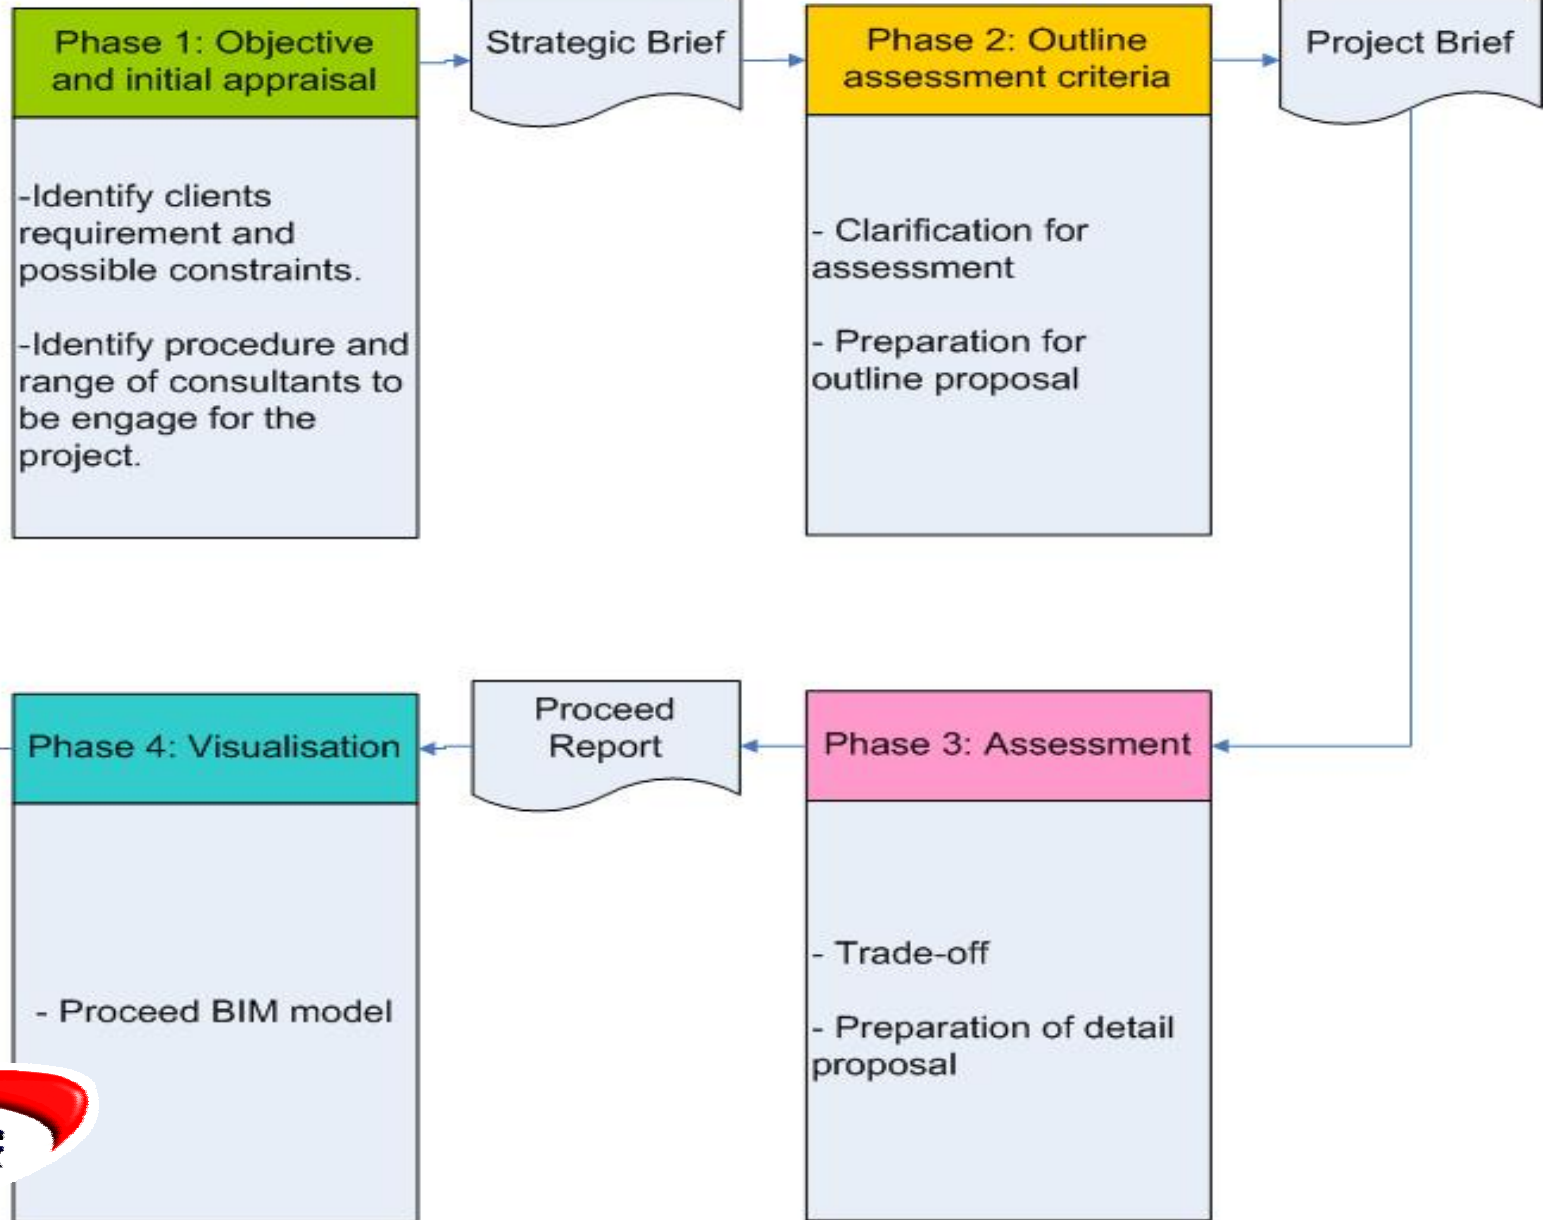 Phase 1: Objective
and initial appraisal
-Identify clients
requirement and
possible constraints.
-Identify procedure and
range of consultants to
be engage for the
project.
Strategic Brief
Phase 2: Outline
assessment criteria
- Clarification for
assessment
- Preparation for
outline proposal
Project Brief
Phase 3: Assessment
- Trade-off
- Preparation of detail
proposal
Proceed
Report
Phase 4: Visualisation
- Proceed BIM model